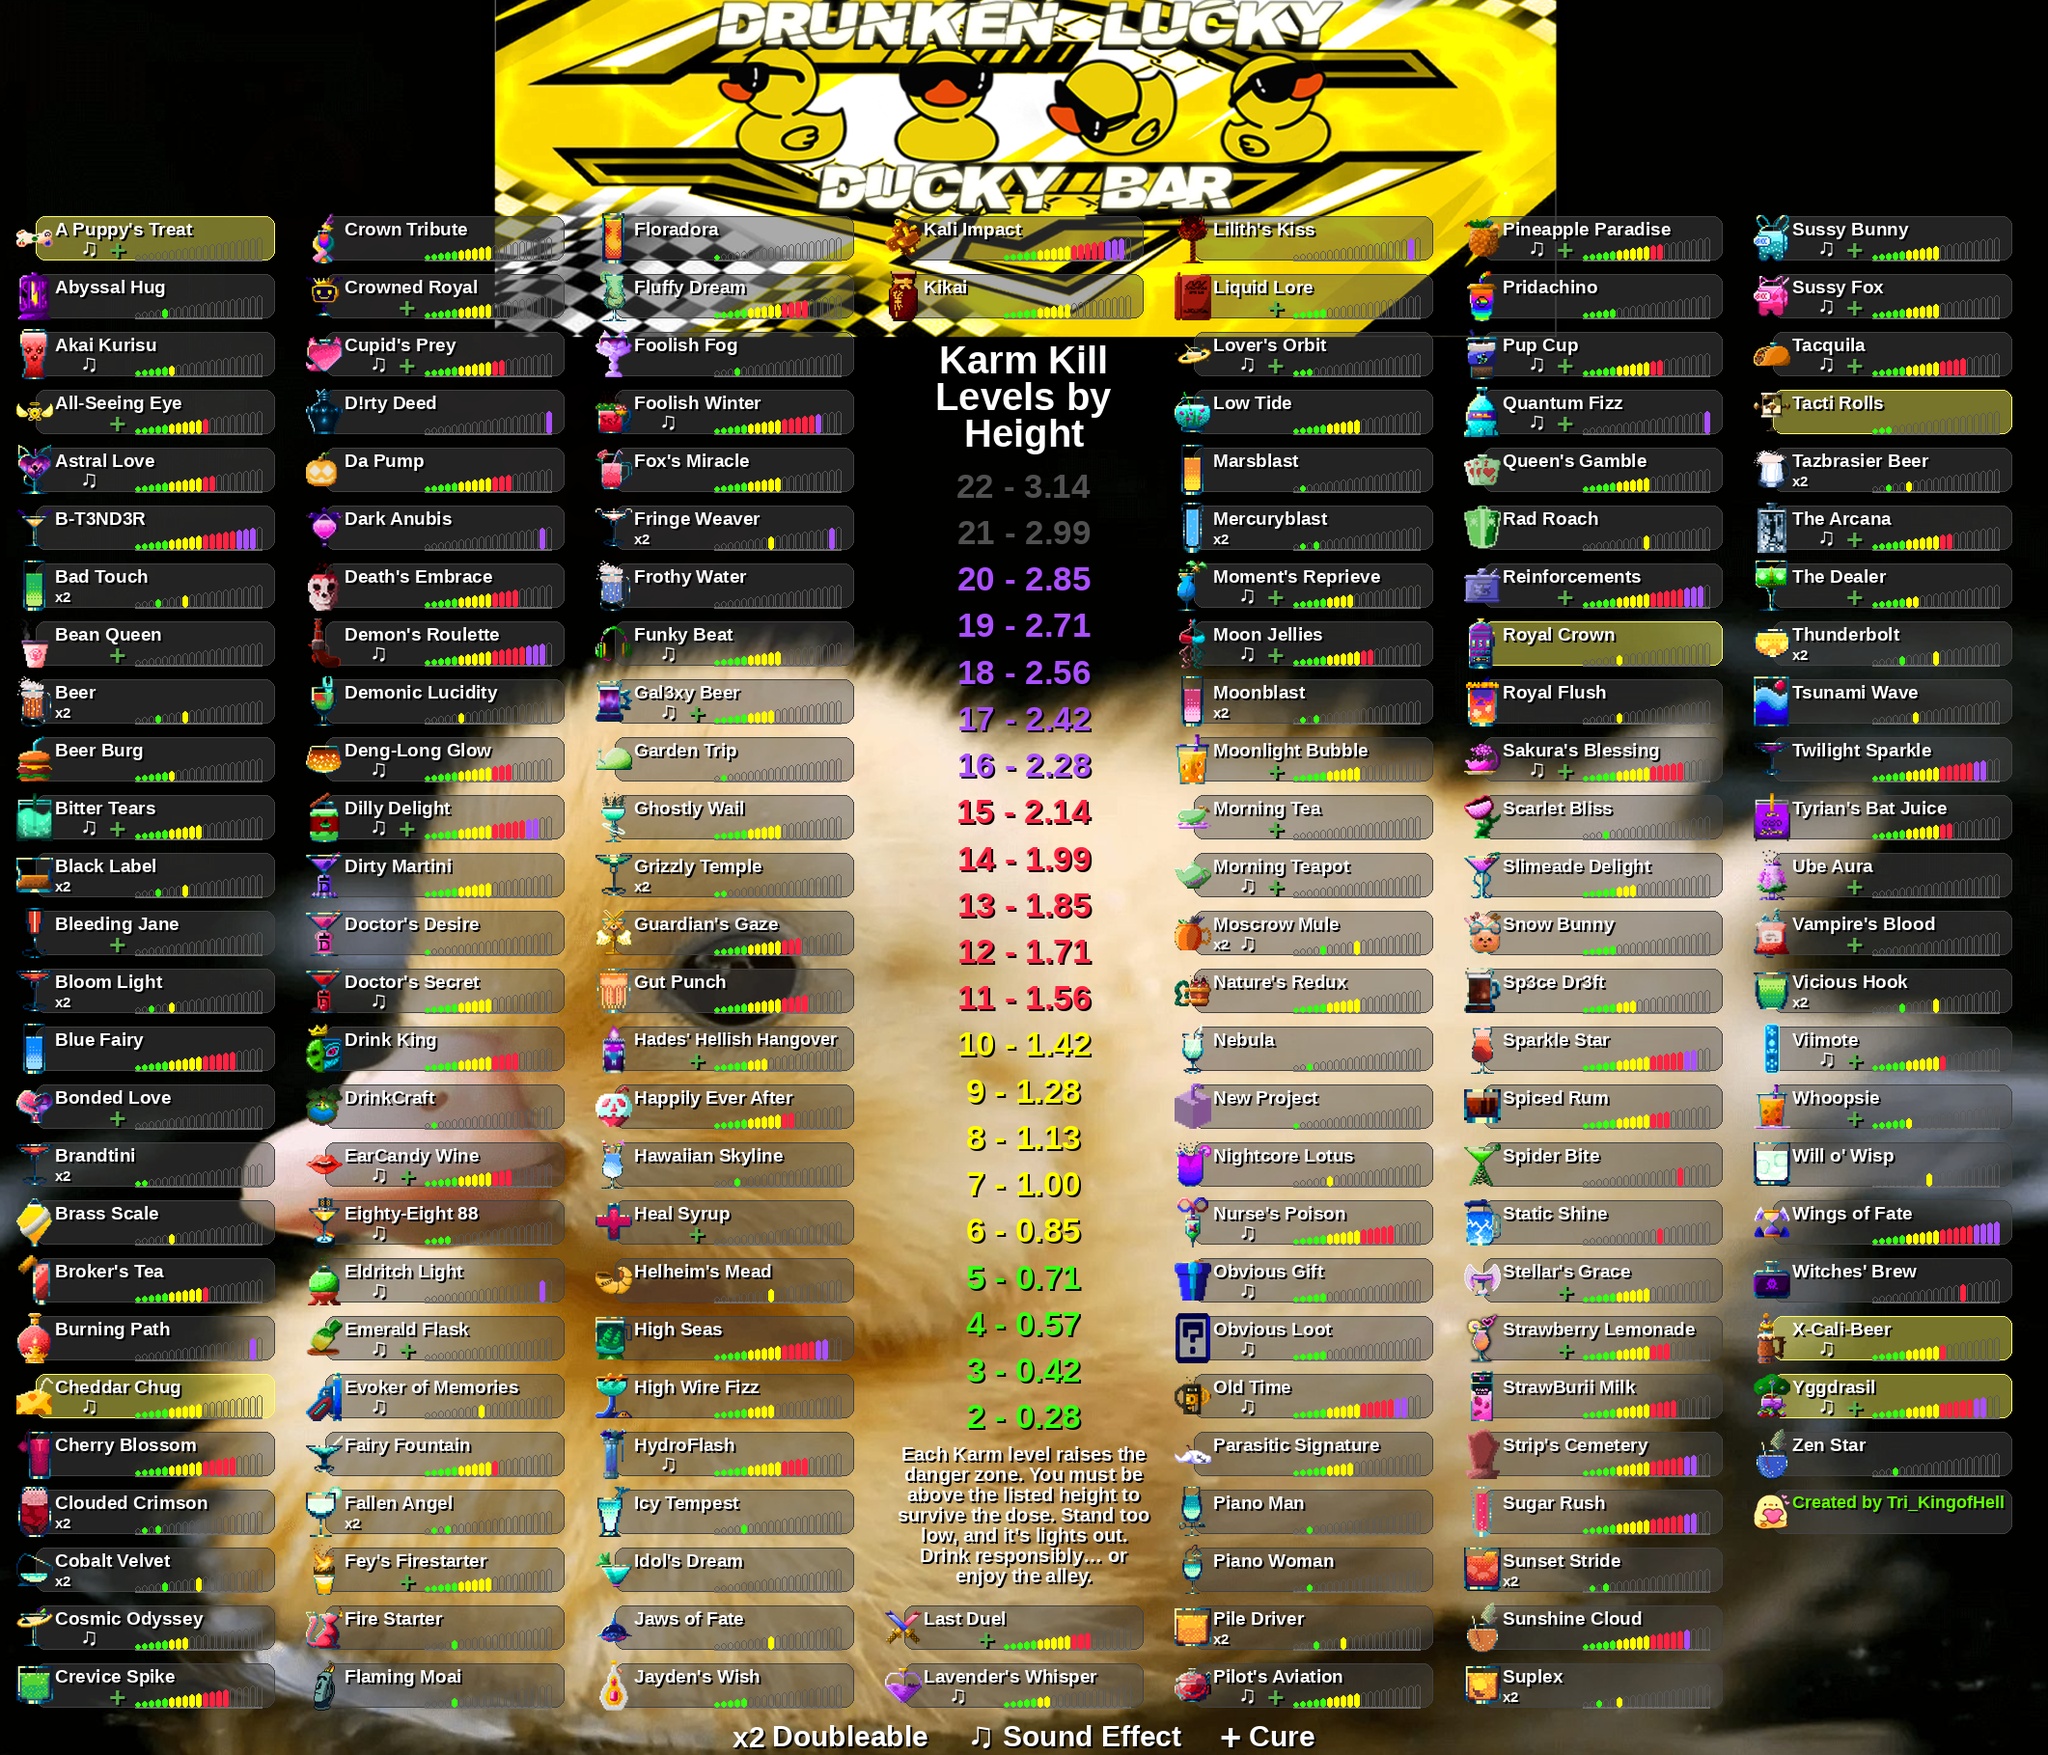 DRUNKEN LUCKY
DUCKY BAR
A Puppy's Treat
♫ +
Abyssal Hug
Akai Kurisu
♫
All-Seeing Eye
+
Astral Love
♫
B-T3ND3R
Bad Touch
x2
Bean Queen
+
Beer
x2
Beer Burg
Bitter Tears
♫ +
Black Label
x2
Bleeding Jane
+
Bloom Light
x2
Blue Fairy
Bonded Love
+
Brandtini
x2
Brass Scale
Broker's Tea
Burning Path
Cheddar Chug
♫
Cherry Blossom
Clouded Crimson
x2
Cobalt Velvet
x2
Cosmic Odyssey
♫
Crevice Spike
+
Crown Tribute
Crowned Royal
+
Cupid's Prey
♫ +
D!rty Deed
Da Pump
Dark Anubis
Death's Embrace
Demon's Roulette
♫
Demonic Lucidity
Deng-Long Glow
♫
Dilly Delight
♫ +
Dirty Martini
Doctor's Desire
Doctor's Secret
♫
Drink King
DrinkCraft
EarCandy Wine
♫ +
Eighty-Eight 88
♫
Eldritch Light
♫
Emerald Flask
♫ +
Evoker of Memories
♫
Fairy Fountain
Fallen Angel
x2
Fey's Firestarter
+
Fire Starter
Flaming Moai
Floradora
Fluffy Dream
Foolish Fog
Foolish Winter
♫
Fox's Miracle
Fringe Weaver
x2
Frothy Water
Funky Beat
♫
Gal3xy Beer
♫ +
Garden Trip
Ghostly Wail
Grizzly Temple
x2
Guardian's Gaze
Gut Punch
Hades' Hellish Hangover
+
Happily Ever After
Hawaiian Skyline
Heal Syrup
+
Helheim's Mead
High Seas
High Wire Fizz
HydroFlash
♫
Icy Tempest
Idol's Dream
Jaws of Fate
Jayden's Wish
Kali Impact
Kikai
Karm Kill
Levels by
Height
22 - 3.14
21 - 2.99
20 - 2.85
19 - 2.71
18 - 2.56
17 - 2.42
16 - 2.28
15 - 2.14
14 - 1.99
13 - 1.85
12 - 1.71
11 - 1.56
10 - 1.42
9 - 1.28
8 - 1.13
7 - 1.00
6 - 0.85
5 - 0.71
4 - 0.57
3 - 0.42
2 - 0.28
Each Karm level raises the
danger zone. You must be
above the listed height to
survive the dose. Stand too
low, and it's lights out.
Drink responsibly... or
enjoy the alley.
Last Duel
+
Lavender's Whisper
♫
Lilith's Kiss
Liquid Lore
+
Lover's Orbit
♫ +
Low Tide
Marsblast
Mercuryblast
x2
Moment's Reprieve
♫ +
Moon Jellies
♫ +
Moonblast
x2
Moonlight Bubble
+
Morning Tea
+
Morning Teapot
♫ +
Moscrow Mule
x2 ♫
Nature's Redux
Nebula
New Project
Nightcore Lotus
Nurse's Poison
♫
Obvious Gift
♫
Obvious Loot
♫
Old Time
♫
Parasitic Signature
Piano Man
Piano Woman
Pile Driver
x2
Pilot's Aviation
♫ +
Pineapple Paradise
♫ +
Pridachino
Pup Cup
♫ +
Quantum Fizz
♫ +
Queen's Gamble
Rad Roach
Reinforcements
+
Royal Crown
Royal Flush
Sakura's Blessing
♫ +
Scarlet Bliss
Slimeade Delight
Snow Bunny
Sp3ce Dr3ft
Sparkle Star
Spiced Rum
Spider Bite
Static Shine
Stellar's Grace
+
Strawberry Lemonade
+
StrawBurii Milk
Strip's Cemetery
Sugar Rush
Sunset Stride
x2
Sunshine Cloud
Suplex
x2
Sussy Bunny
♫ +
Sussy Fox
♫ +
Tacquila
♫ +
Tacti Rolls
Tazbrasier Beer
x2
The Arcana
♫ +
The Dealer
+
Thunderbolt
x2
Tsunami Wave
Twilight Sparkle
Tyrian's Bat Juice
Ube Aura
+
Vampire's Blood
+
Vicious Hook
x2
Viimote
♫ +
Whoopsie
+
Will o' Wisp
Wings of Fate
Witches' Brew
X-Cali-Beer
♫
Yggdrasil
♫ +
Zen Star
Created by Tri_KingofHell
x2 Doubleable ♫ Sound Effect + Cure